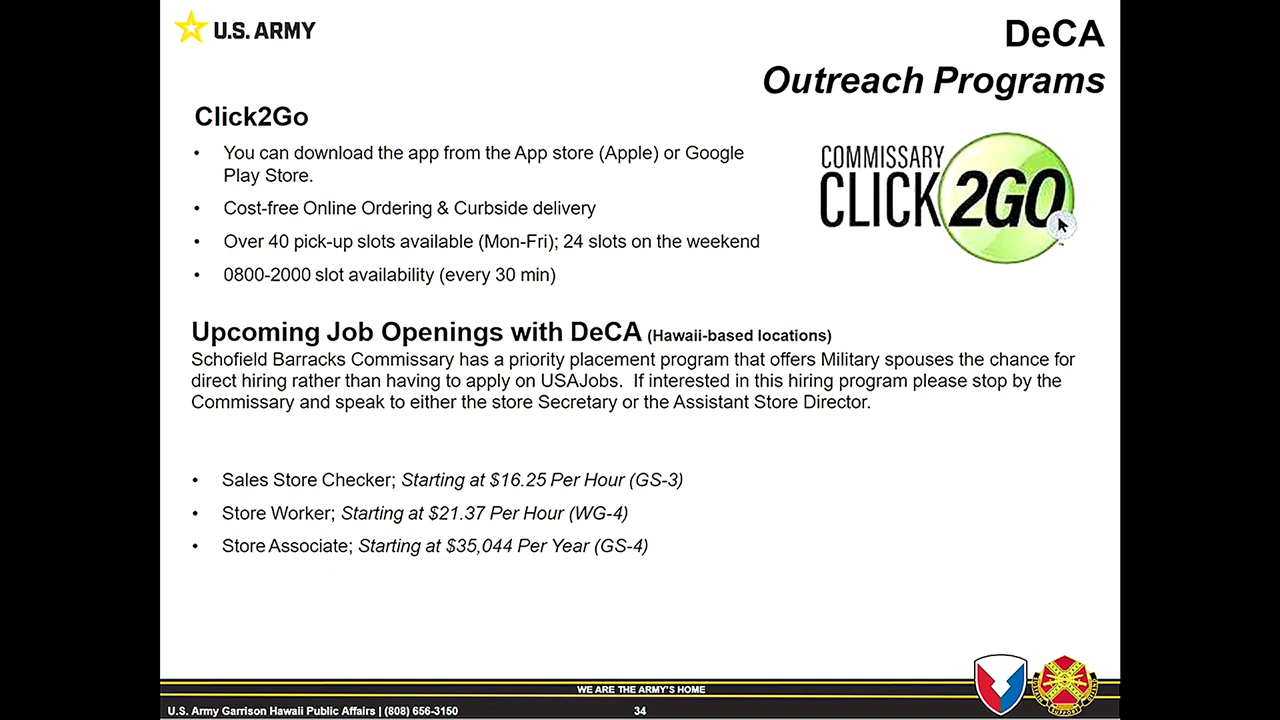 U.S. ARMY
DeCA
Outreach Programs
Click2Go
• You can download the app from the App store (Apple) or Google
Play Store.
• Cost-free Online Ordering & Curbside delivery
• Over 40 pick-up slots available (Mon-Fri); 24 slots on the weekend
• 0800-2000 slot availability (every 30 min)
COMMISSARY
CLICK2GO
Upcoming Job Openings with DeCA (Hawaii-based locations)
Schofield Barracks Commissary has a priority placement program that offers Military spouses the chance for
direct hiring rather than having to apply on USAJobs.  If interested in this hiring program please stop by the
Commissary and speak to either the store Secretary or the Assistant Store Director.
• Sales Store Checker; Starting at $16.25 Per Hour (GS-3)
• Store Worker; Starting at $21.37 Per Hour (WG-4)
• Store Associate; Starting at $35,044 Per Year (GS-4)
WE ARE THE ARMY'S HOME
U.S. Army Garrison Hawaii Public Affairs | (808) 656-3150
34